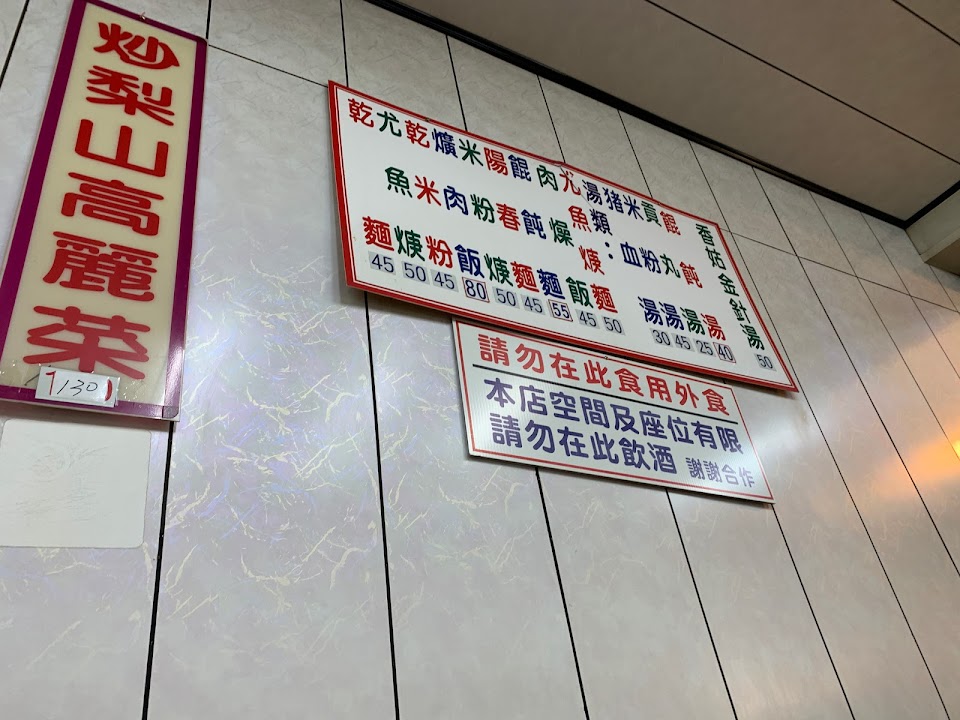 炒梨山高麗菜
130
乾麵 45
尤魚焿 50
乾米粉 45
爌肉飯 80
米粉焿 50
陽春麵 45
餛飩麵 55
肉燥飯 45
尤魚焿麵 50
湯類：
豬血湯 30
米粉湯 45
貢丸湯 25
餛飩湯 40
香姑金針湯 50
請勿在此食用外食
本店空間及座位有限
請勿在此飲酒 謝謝合作